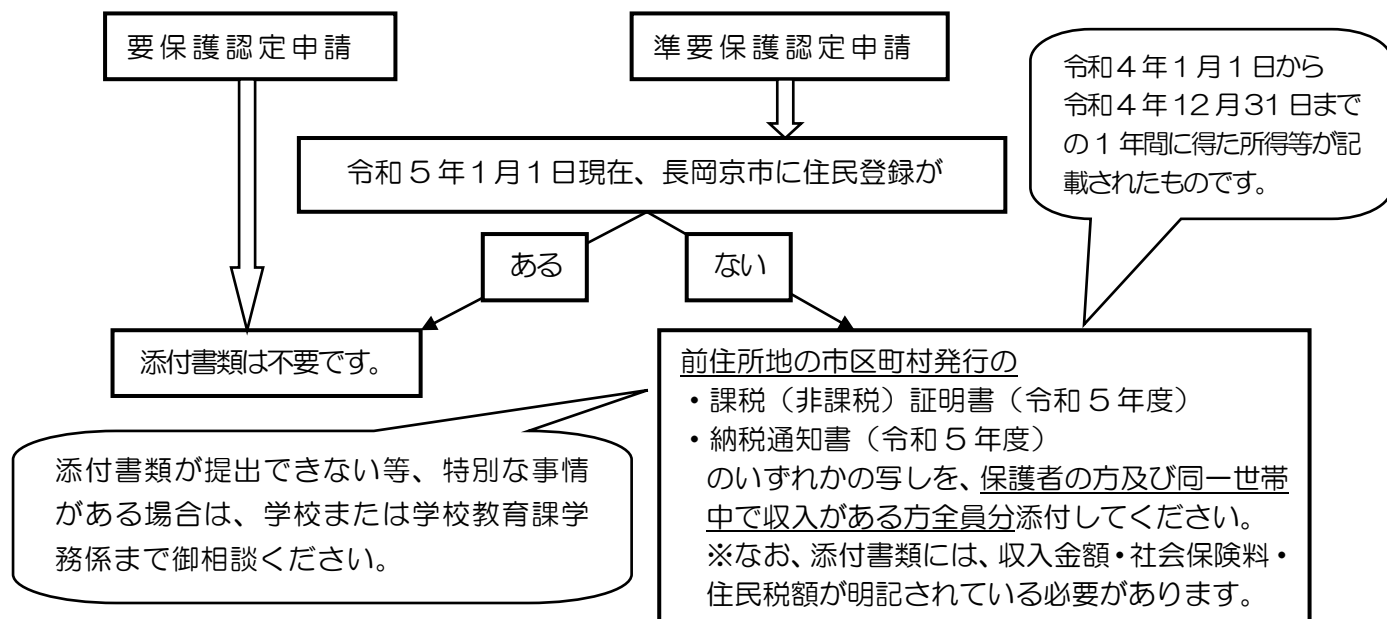 要保護認定申請
準要保護認定申請
令和４年１月１日から
令和４年 12 月 31 日まで
の 1 年間に得た所得等が記
載されたものです。
令和５年１月１日現在、長岡京市に住民登録が
ある
ない
添付書類は不要です。
前住所地の市区町村発行の
・課税（非課税）証明書（令和５年度）
・納税通知書（令和５年度）
のいずれかの写しを、保護者の方及び同一世帯
中で収入がある方全員分添付してください。
※なお、添付書類には、収入金額・社会保険料・
住民税額が明記されている必要があります。
添付書類が提出できない等、特別な事情
がある場合は、学校または学校教育課学
務係まで御相談ください。